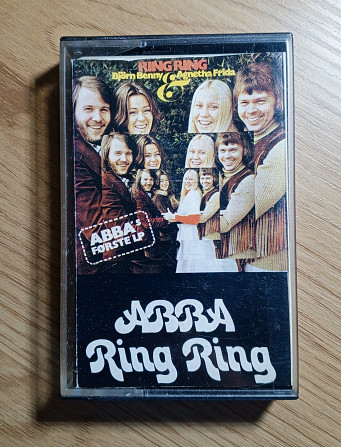 RING RING
Björn Benny & Agnetha Frida
ABBA's
FØRSTE LP
ABBA
Ring Ring